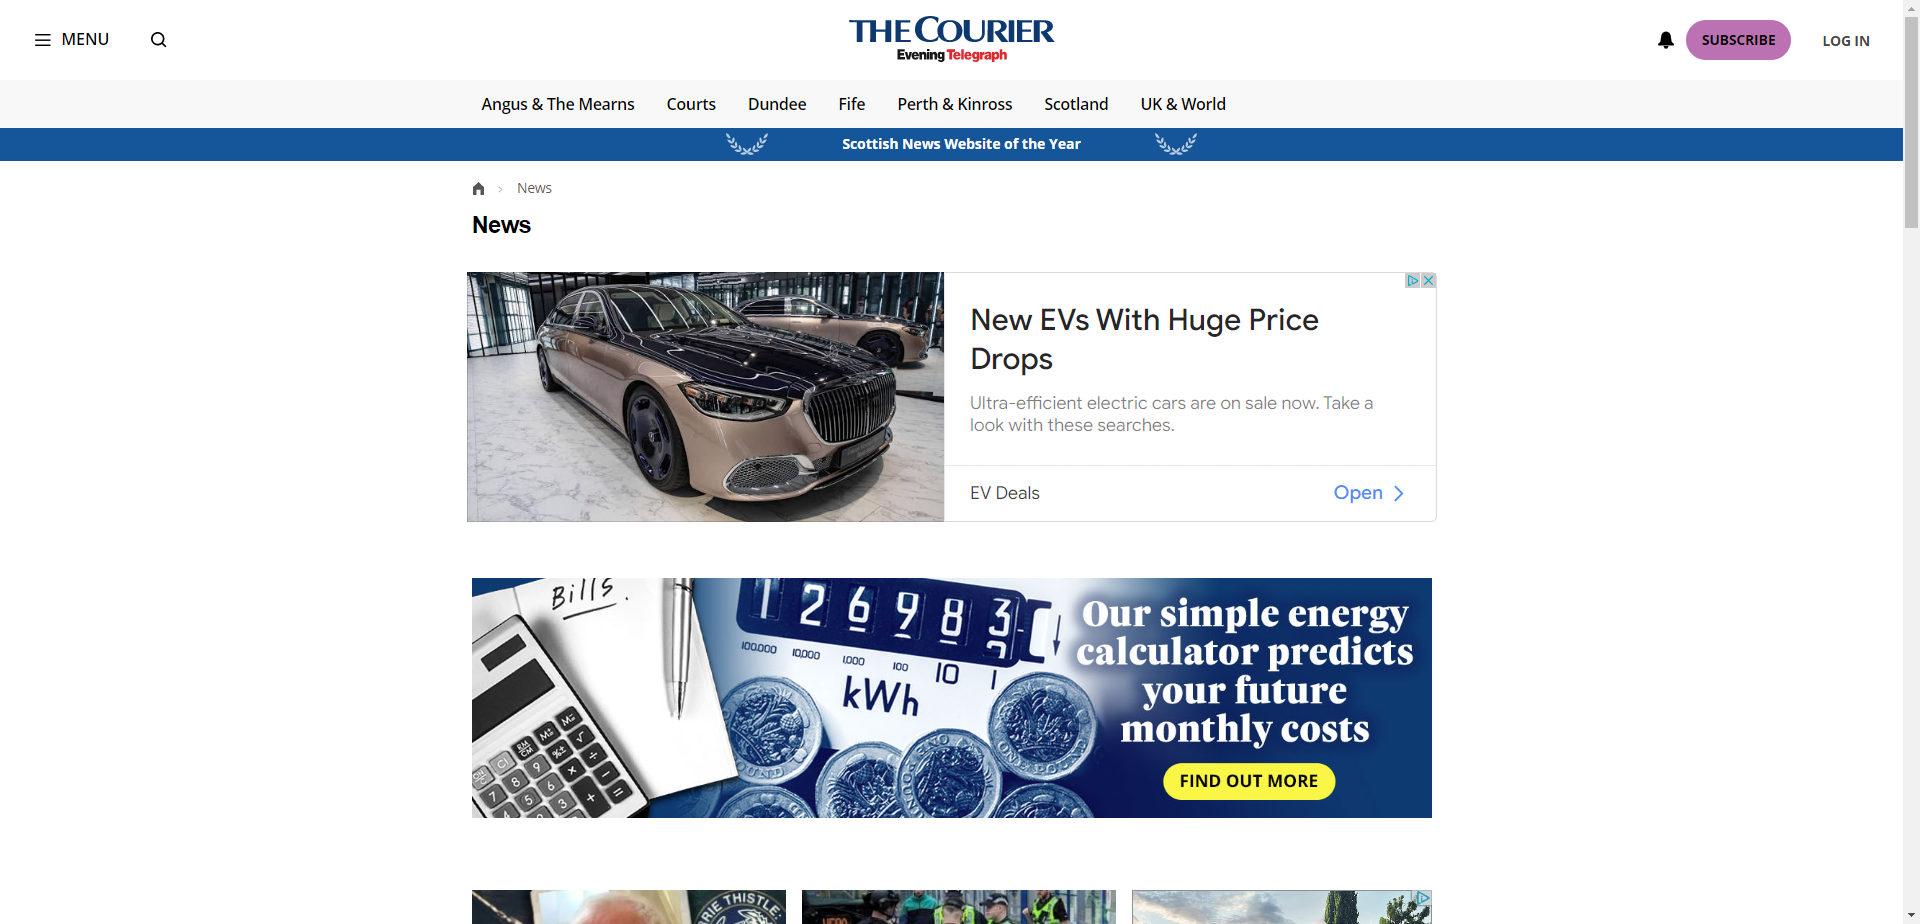 MENU
THE COURIER
Evening Telegraph
SUBSCRIBE
LOG IN
Angus & The Mearns
Courts
Dundee
Fife
Perth & Kinross
Scotland
UK & World
Scottish News Website of the Year
News
News
New EVs With Huge Price
Drops
Ultra-efficient electric cars are on sale now. Take a
look with these searches.
EV Deals
Open
Bills.
1 2 6 9 8 3
100,000 10,000 1,000 100 10 1
kWh
Our simple energy
calculator predicts
your future
monthly costs
FIND OUT MORE
RIE THISTLE